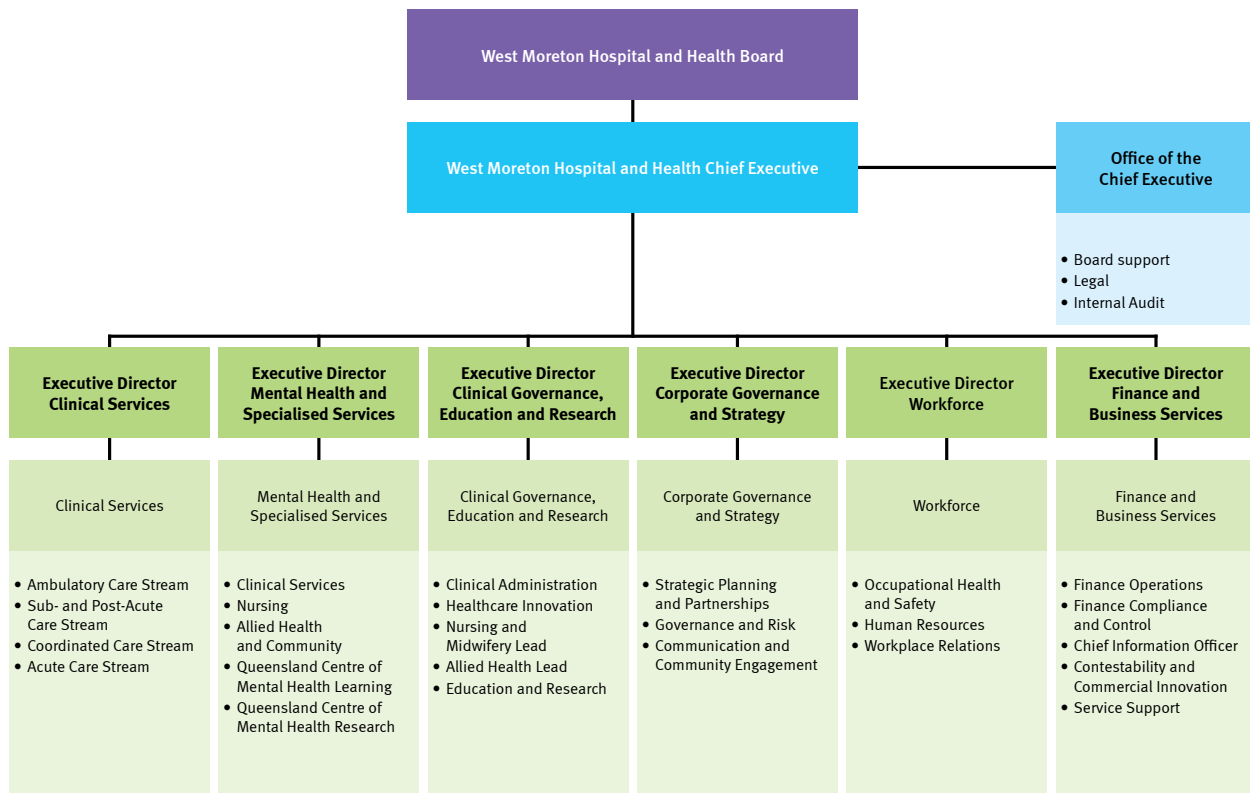 West Moreton Hospital and Health Board
West Moreton Hospital and Health Chief Executive
Office of the
Chief Executive
• Board support
• Legal
• Internal Audit
Executive Director
Clinical Services
Executive Director
Mental Health and
Specialised Services
Executive Director
Clinical Governance,
Education and Research
Executive Director
Corporate Governance
and Strategy
Executive Director
Workforce
Executive Director
Finance and
Business Services
Clinical Services
Mental Health and
Specialised Services
Clinical Governance,
Education and Research
Corporate Governance
and Strategy
Workforce
Finance and
Business Services
• Ambulatory Care Stream
• Sub- and Post-Acute
Care Stream
• Coordinated Care Stream
• Acute Care Stream
• Clinical Services
• Nursing
• Allied Health
and Community
• Queensland Centre of
Mental Health Learning
• Queensland Centre of
Mental Health Research
• Clinical Administration
• Healthcare Innovation
• Nursing and
Midwifery Lead
• Allied Health Lead
• Education and Research
• Strategic Planning
and Partnerships
• Governance and Risk
• Communication and
Community Engagement
• Occupational Health
and Safety
• Human Resources
• Workplace Relations
• Finance Operations
• Finance Compliance
and Control
• Chief Information Officer
• Contestability and
Commercial Innovation
• Service Support